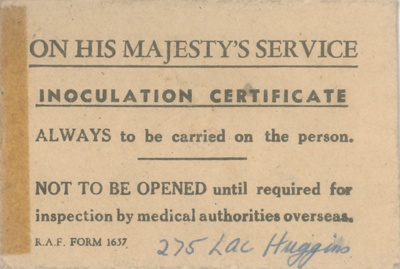 ON HIS MAJESTY'S SERVICE
INOCULATION CERTIFICATE
ALWAYS to be carried on the person.
NOT TO BE OPENED until required for
inspection by medical authorities overseas.
R.A.F. FORM 1637
275 Lac Huggins